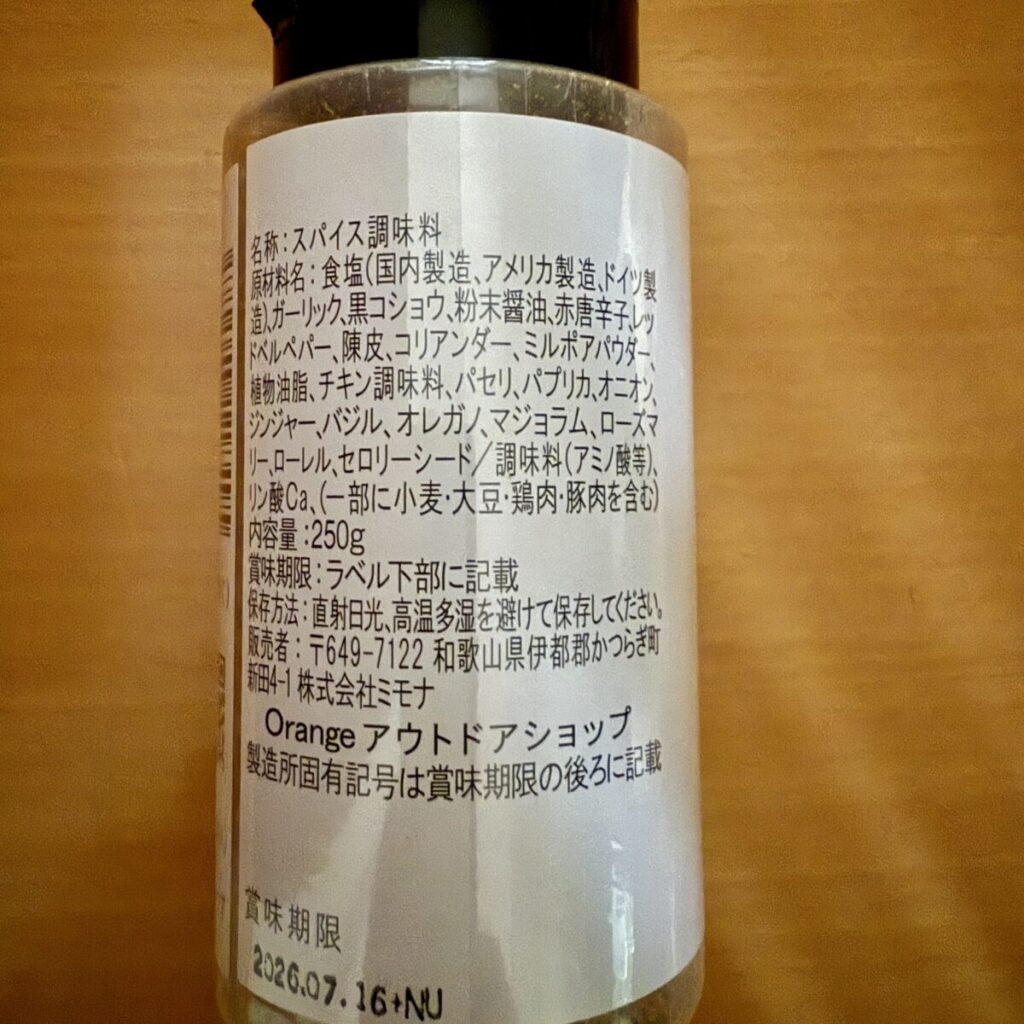 名称：スパイス調味料
原材料名：食塩（国内製造、アメリカ製造、ドイツ製
造）、ガーリック、黒コショウ、粉末醤油、赤唐辛子、レッ
ドベルペパー、陳皮、コリアンダー、ミルポアパウダー、
植物油脂、チキン調味料、パセリ、パプリカ、オニオン、
ジンジャー、バジル、オレガノ、マジョラム、ローズマ
リー、ローレル、セロリーシード／調味料（アミノ酸等）、
リン酸Ca、（一部に小麦・大豆・鶏肉・豚肉を含む）
内容量：250g
賞味期限：ラベル下部に記載
保存方法：直射日光、高温多湿を避けて保存してください。
販売者：〒649-7122 和歌山県伊都郡かつらぎ町
新田4-1 株式会社ミモナ
Orange アウトドアショップ
製造所固有記号は賞味期限の後ろに記載
賞味期限
2026.07.16+NU